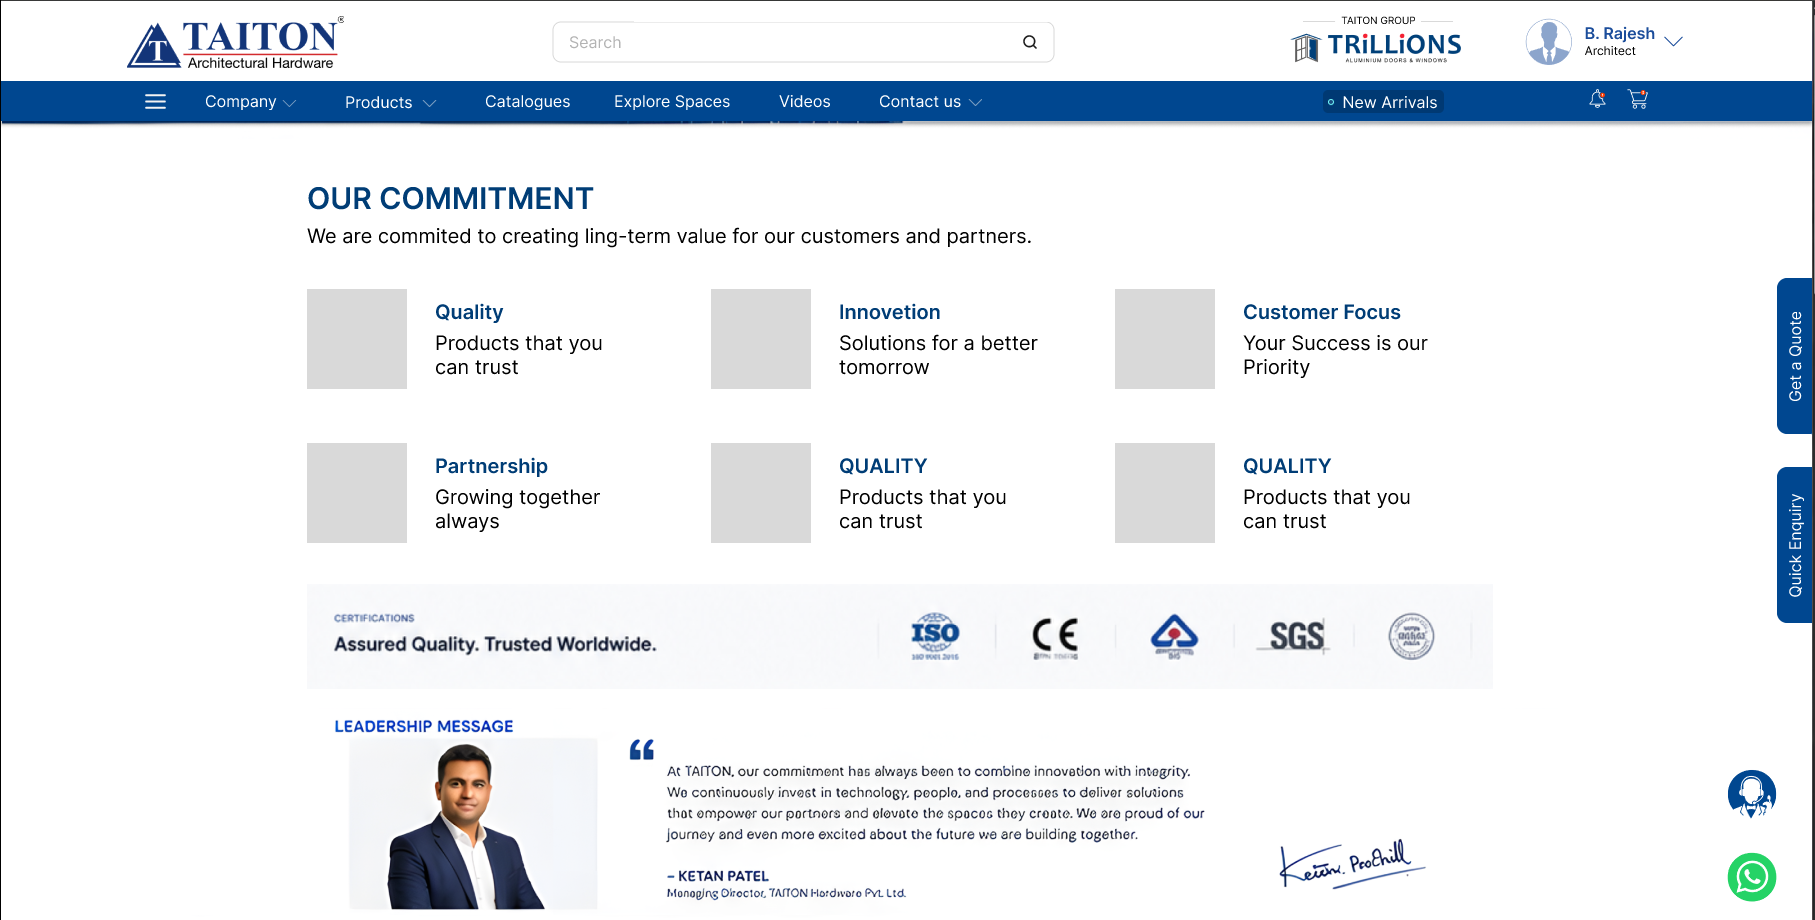 TAITON®
Architectural Hardware
Search
TAITON GROUP
TRiLLiONS
ALUMINIUM DOORS & WINDOWS
B. Rajesh
Architect
Company
Products
Catalogues
Explore Spaces
Videos
Contact us
New Arrivals
OUR COMMITMENT
We are commited to creating ling-term value for our customers and partners.
Quality
Products that you
can trust
Innovetion
Solutions for a better
tomorrow
Customer Focus
Your Success is our
Priority
Partnership
Growing together
always
QUALITY
Products that you
can trust
QUALITY
Products that you
can trust
Get a Quote
Quick Enquiry
CERTIFICATIONS
Assured Quality. Trusted Worldwide.
ISO
CE
BIS
SGS
LEADERSHIP MESSAGE
“
At TAITON, our commitment has always been to combine innovation with integrity.
We continuously invest in technology, people, and processes to deliver solutions
that empower our partners and elevate the spaces they create. We are proud of our
journey and even more excited about the future we are building together.
– KETAN PATEL
Managing Director, TAITON Hardware Pvt. Ltd.